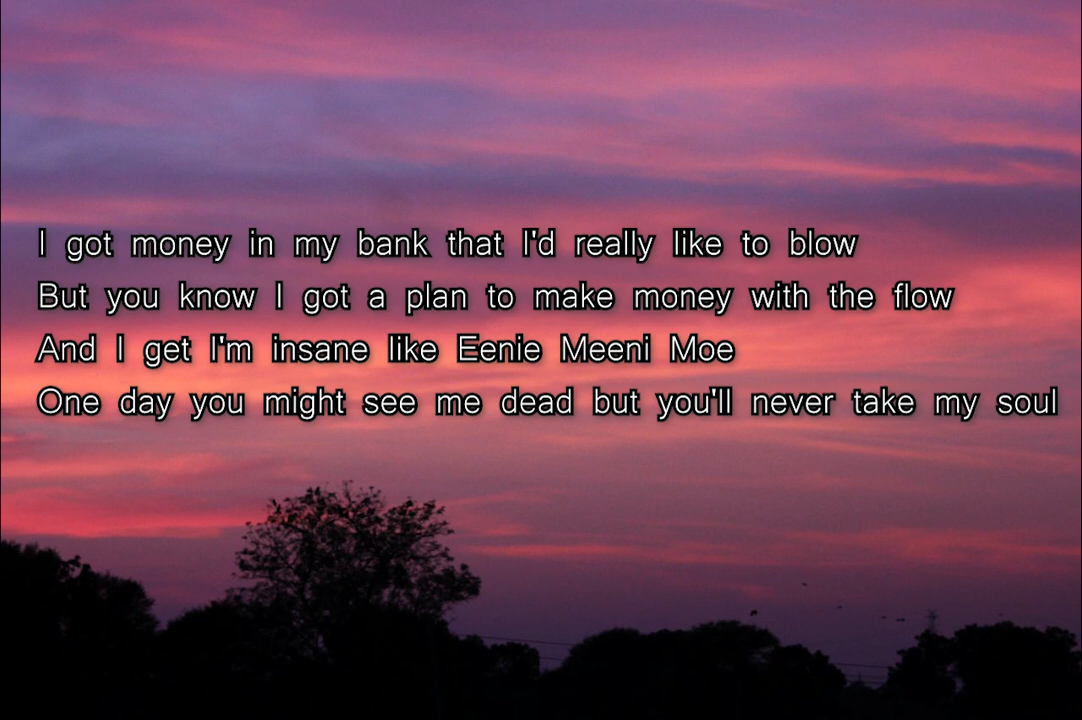 I got money in my bank that I'd really like to blow
But you know I got a plan to make money with the flow
And I get I'm insane like Eenie Meeni Moe
One day you might see me dead but you'll never take my soul